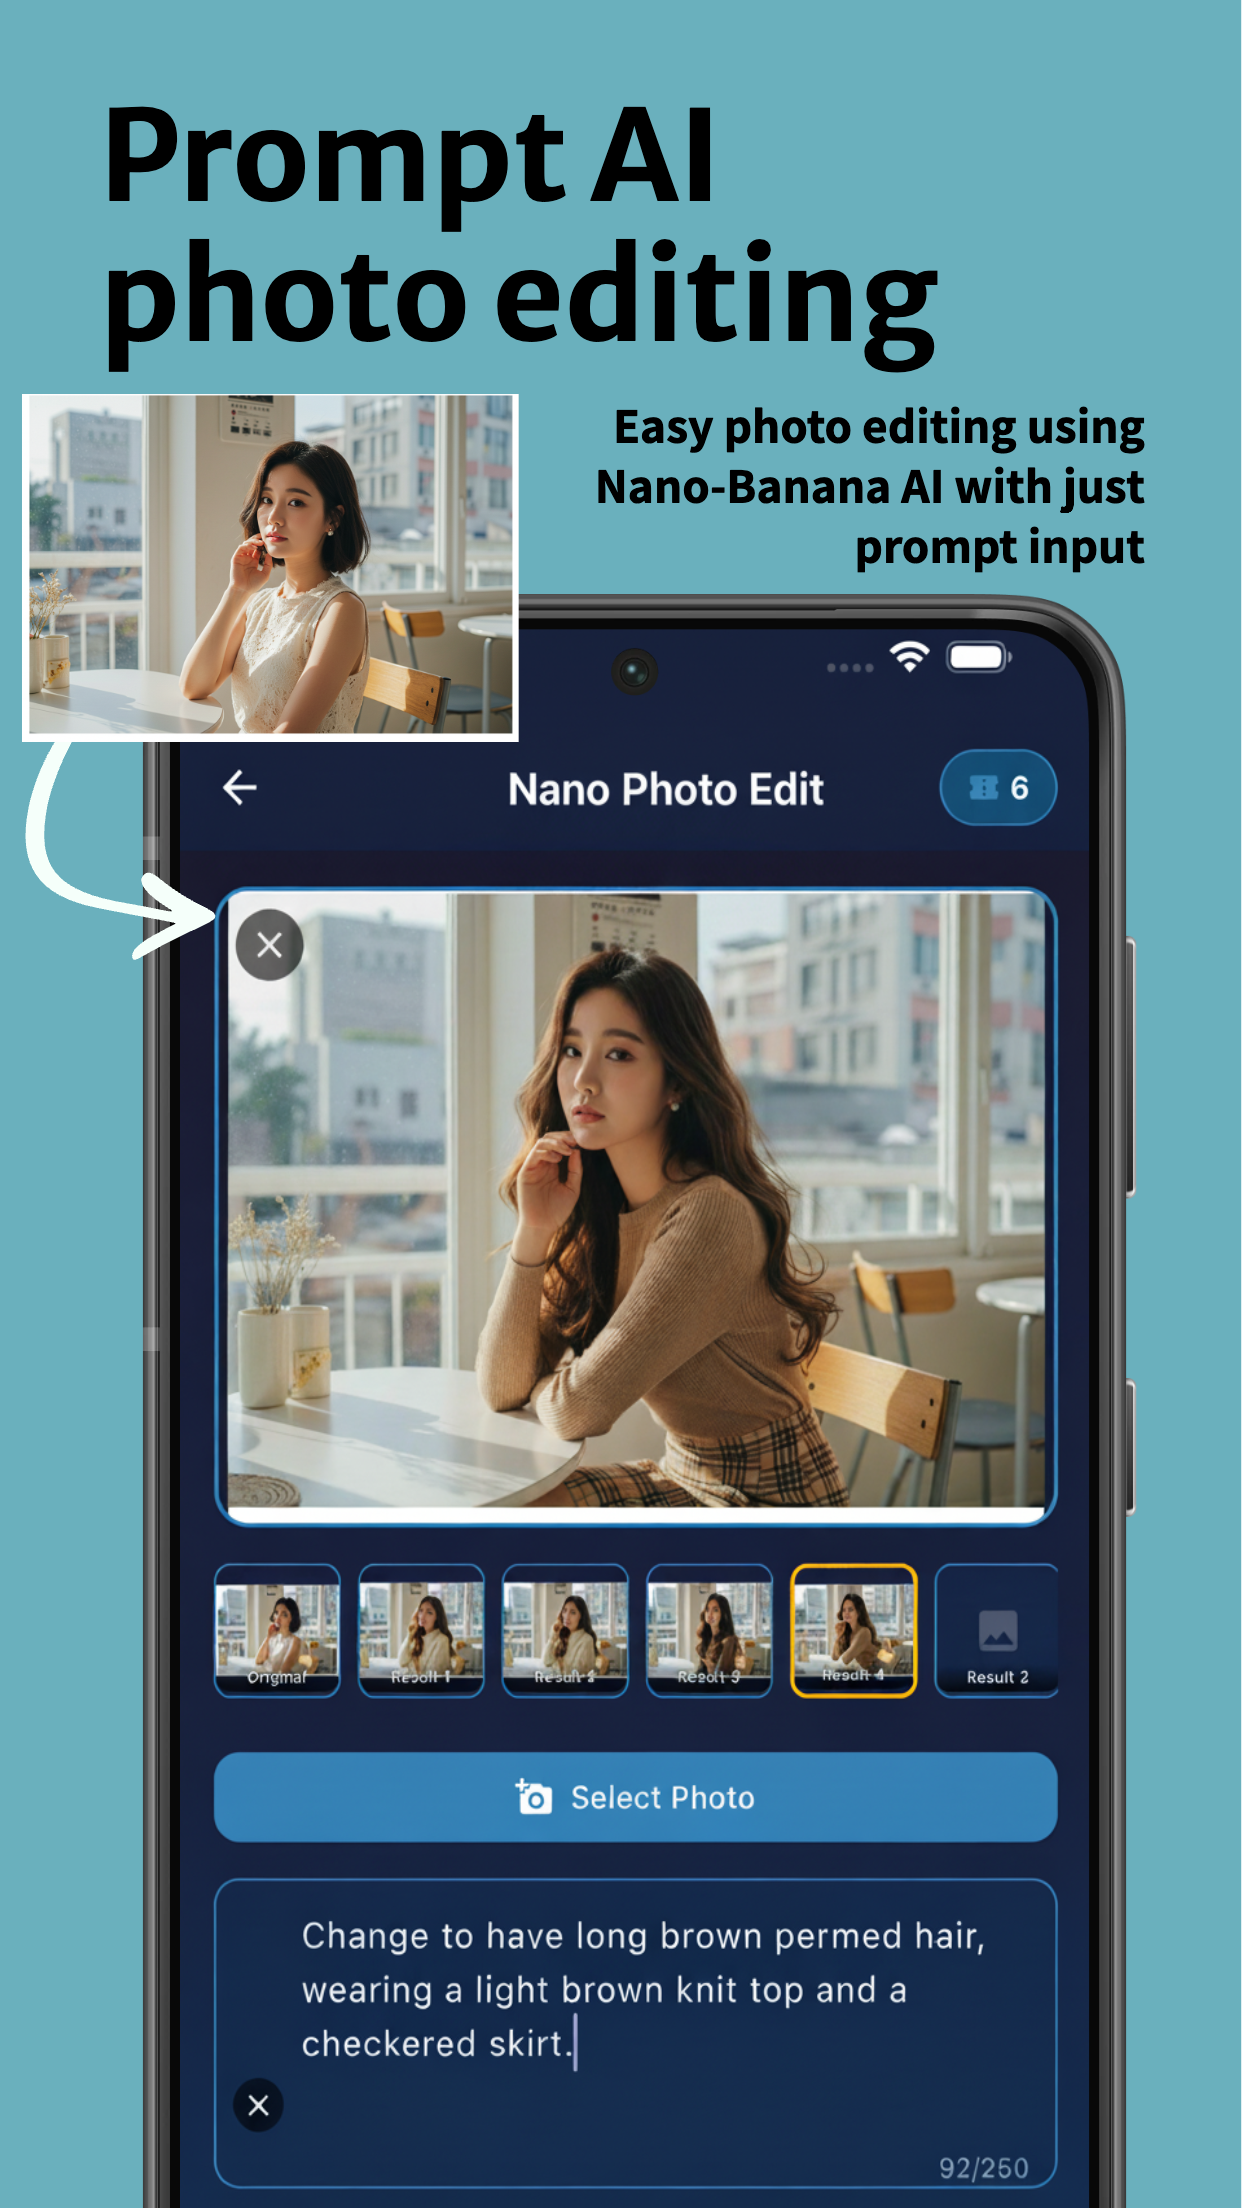 Prompt AI
photo editing
Easy photo editing using
Nano-Banana AI with just
prompt input
Nano Photo Edit
6
Original
Result 1
Result 2
Result 3
Result 4
Result 2
Select Photo
Change to have long brown permed hair,
wearing a light brown knit top and a
checkered skirt.
92/250